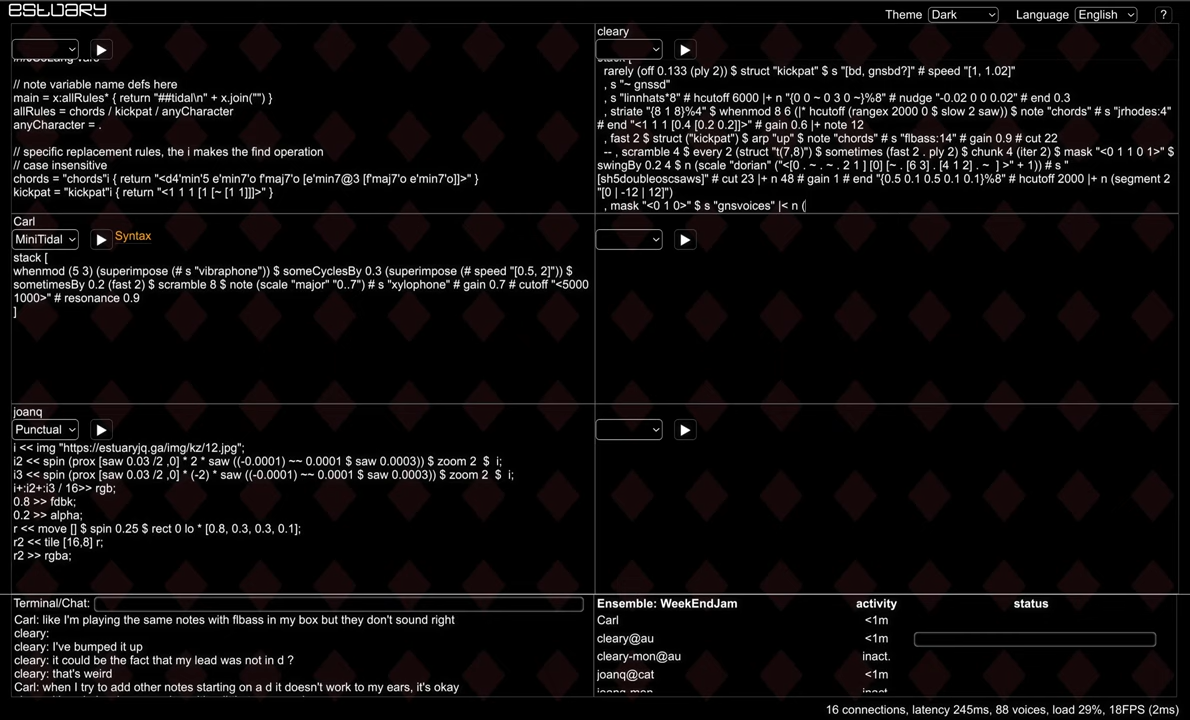 estuary
Theme Dark Language English ?
// note variable name defs here
main = x:allRules* { return "##tidal\n" + x.join("") }
allRules = chords / kickpat / anyCharacter
anyCharacter = .
// specific replacement rules, the i makes the find operation
// case insensitive
chords = "chords"i { return "<d4'min'5 e'min7'o f'maj7'o [e'min7@3 [f'maj7'o e'min7'o]]>" }
kickpat = "kickpat"i { return "<1 1 1 [1 [~ [1 1]]]>" }
cleary
stack [
rarely (off 0.133 (ply 2)) $ struct "kickpat" $ s "[bd, gnsbd?]" # speed "[1, 1.02]"
, s "~ gnssd"
, s "linnhats*8" # hcutoff 6000 |+ n "{0 0 ~ 0 3 0 ~}%8" # nudge "-0.02 0 0 0.02" # end 0.3
, striate "{8 1 8}%4" $ whenmod 8 6 (|* hcutoff (rangex 2000 0 $ slow 2 saw)) $ note "chords" # s "jrhodes:4"
# end "<1 1 1 [0.4 [0.2 0.2]]>" # gain 0.6 |+ note 12
, fast 2 $ struct ("kickpat") $ arp "up" $ note "chords" # s "flbass:14" # gain 0.9 # cut 22
-- , scramble 4 $ every 2 (struct "t(7,8)") $ sometimes (fast 2 . ply 2) $ chunk 4 (iter 2) $ mask "<0 1 1 0 1>" $
swingBy 0.2 4 $ n (scale "dorian" ("<[0 . ~ . ~ . 2 1 ] [0] [~ . [6 3] . [4 1 2] . ~ ] >" + 1)) # s "
[sh5doubleoscsaws]" # cut 23 |+ n 48 # gain 1 # end "{0.5 0.1 0.5 0.1 0.1}%8" # hcutoff 2000 |+ n (segment 2
"[0 | -12 | 12]")
, mask "<0 1 0>" $ s "gnsvoices" |< n (
Carl
MiniTidal Syntax
stack [
whenmod (5 3) (superimpose (# s "vibraphone")) $ someCyclesBy 0.3 (superimpose (# speed "[0.5, 2]")) $
sometimesBy 0.2 (fast 2) $ scramble 8 $ note (scale "major" "0..7") # s "xylophone" # gain 0.7 # cutoff "<5000
1000>" # resonance 0.9
]
joanq
Punctual
i << img "https://estuaryjq.ga/img/kz/12.jpg";
i2 << spin (prox [saw 0.03 /2 ,0] * 2 * saw ((-0.0001) ~~ 0.0001 $ saw 0.0003)) $ zoom 2 $ i;
i3 << spin (prox [saw 0.03 /2 ,0] * (-2) * saw ((-0.0001) ~~ 0.0001 $ saw 0.0003)) $ zoom 2 $ i;
i+:i2+:i3 / 16>> rgb;
0.8 >> fdbk;
0.2 >> alpha;
r << move [] $ spin 0.25 $ rect 0 lo * [0.8, 0.3, 0.3, 0.1];
r2 << tile [16,8] r;
r2 >> rgba;
Terminal/Chat:
Carl: like I'm playing the same notes with flbass in my box but they don't sound right
cleary:
cleary: I've bumped it up
cleary: it could be the fact that my lead was not in d ?
cleary: that's weird
Carl: when I try to add other notes starting on a d it doesn't work to my ears, it's okay
Ensemble: WeekEndJam activity status
Carl <1m
cleary@au <1m
cleary-mon@au inact.
joanq@cat <1m
16 connections, latency 245ms, 88 voices, load 29%, 18FPS (2ms)